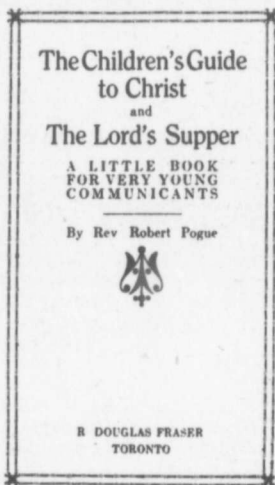 The Children's Guide
to Christ
and
The Lord's Supper
A LITTLE BOOK
FOR VERY YOUNG
COMMUNICANTS
By Rev Robert Pogue
R DOUGLAS FRASER
TORONTO